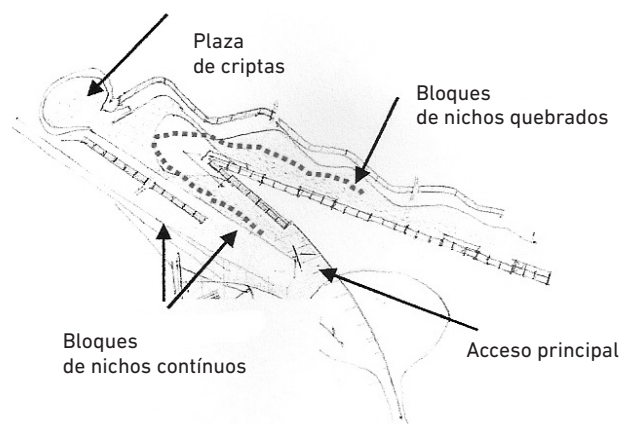 Plaza
de criptas
Bloques
de nichos quebrados
Bloques
de nichos contínuos
Acceso principal